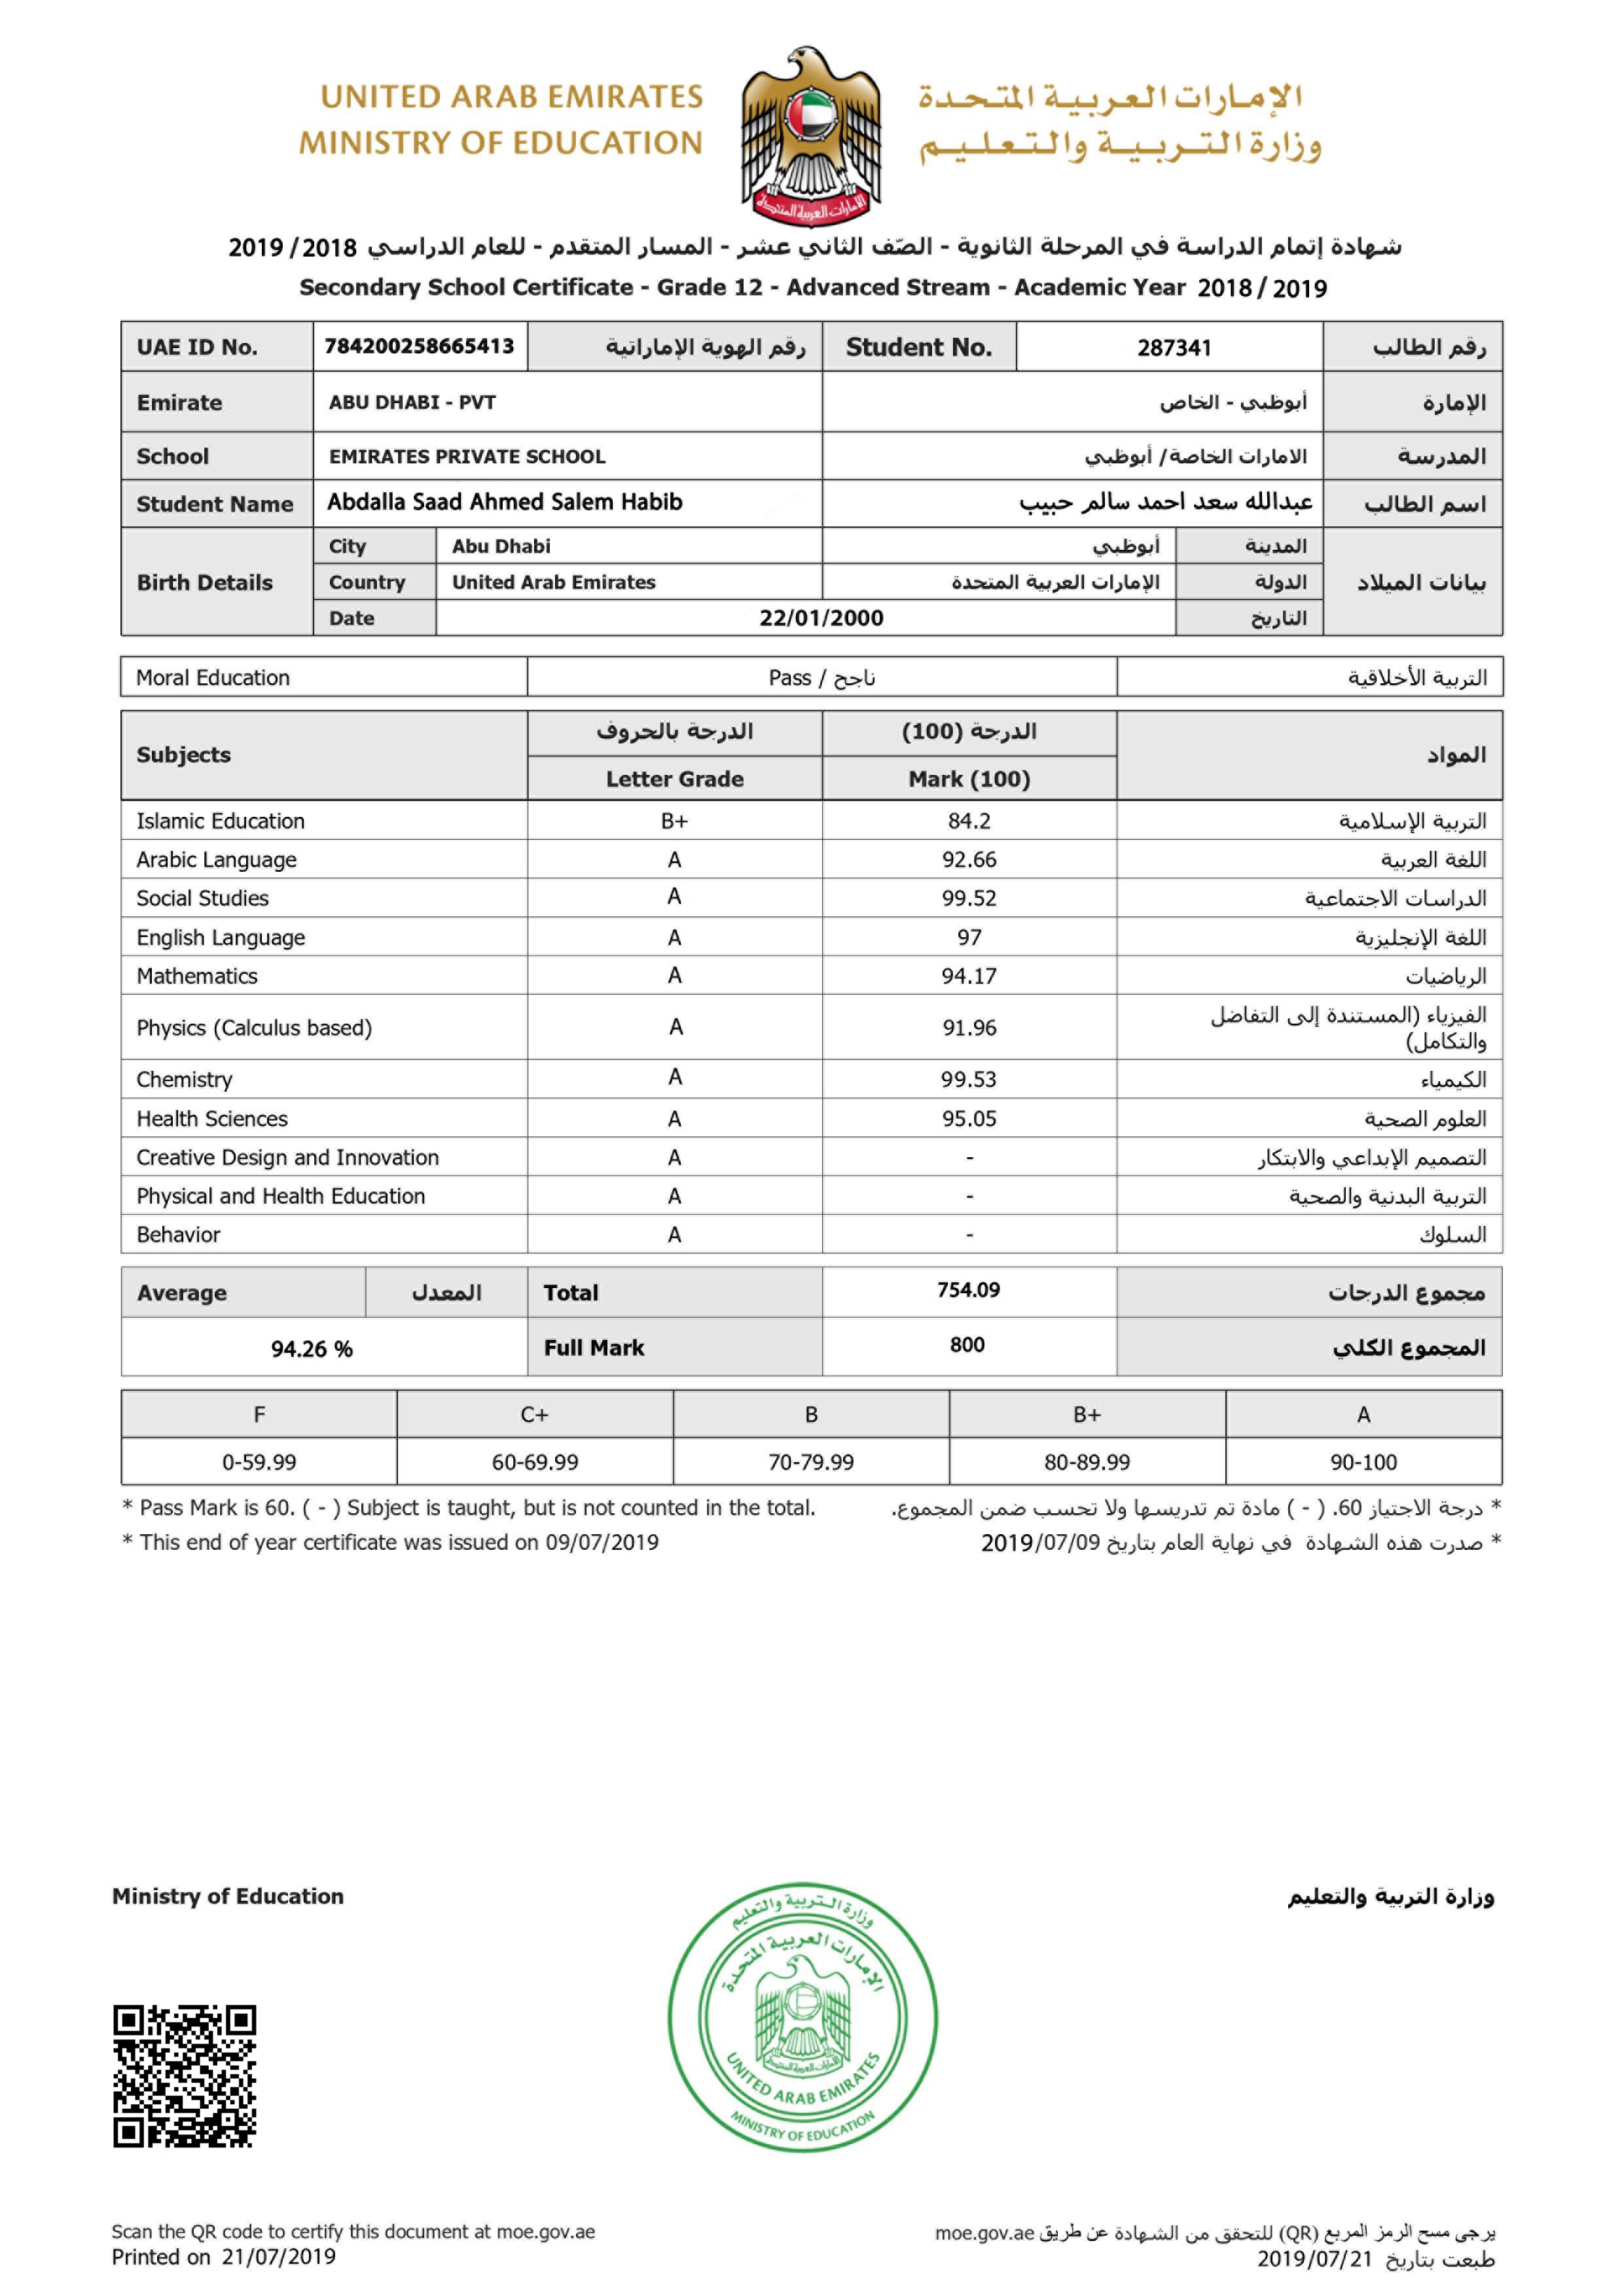 UNITED ARAB EMIRATES
MINISTRY OF EDUCATION
الإمارات العربية المتحدة
وزارة التربية والتعليم
الإمارات العربية المتحدة
شهادة إتمام الدراسة في المرحلة الثانوية - الصّف الثاني عشر - المسار المتقدم - للعام الدراسي 2018/ 2019
Secondary School Certificate - Grade 12 - Advanced Stream - Academic Year 2018 / 2019
UAE ID No. 784200258665413 رقم الهوية الإماراتية Student No. 287341 رقم الطالب
Emirate ABU DHABI - PVT أبوظبي - الخاص الإمارة
School EMIRATES PRIVATE SCHOOL الامارات الخاصة/ أبوظبي المدرسة
Student Name Abdalla Saad Ahmed Salem Habib عبدالله سعد احمد سالم حبيب اسم الطالب
Birth Details City Abu Dhabi أبوظبي المدينة بيانات الميلاد
Country United Arab Emirates الإمارات العربية المتحدة الدولة
Date 22/01/2000 التاريخ
Moral Education Pass / ناجح التربية الأخلاقية
Subjects الدرجة بالحروف الدرجة (100) المواد
Letter Grade Mark (100)
Islamic Education B+ 84.2 التربية الإسلامية
Arabic Language A 92.66 اللغة العربية
Social Studies A 99.52 الدراسات الاجتماعية
English Language A 97 اللغة الإنجليزية
Mathematics A 94.17 الرياضيات
Physics (Calculus based) A 91.96 الفيزياء (المستندة إلى التفاضل
والتكامل)
Chemistry A 99.53 الكيمياء
Health Sciences A 95.05 العلوم الصحية
Creative Design and Innovation A - التصميم الإبداعي والابتكار
Physical and Health Education A - التربية البدنية والصحية
Behavior A - السلوك
Average المعدل Total 754.09 مجموع الدرجات
94.26 % Full Mark 800 المجموع الكلي
F C+ B B+ A
0-59.99 60-69.99 70-79.99 80-89.99 90-100
* Pass Mark is 60. ( - ) Subject is taught, but is not counted in the total.
* درجة الاجتياز 60. ( - ) مادة تم تدريسها ولا تحسب ضمن المجموع.
* This end of year certificate was issued on 09/07/2019
* صدرت هذه الشهادة في نهاية العام بتاريخ 2019/07/09
Ministry of Education
وزارة التربية والتعليم
وزارة التربية والتعليم
الإمارات العربية المتحدة
الإمارات العربية المتحدة
UNITED ARAB EMIRATES
MINISTRY OF EDUCATION
Scan the QR code to certify this document at moe.gov.ae
يرجى مسح الرمز المربع (QR) للتحقق من الشهادة عن طريق moe.gov.ae
Printed on 21/07/2019
طبعت بتاريخ 2019/07/21